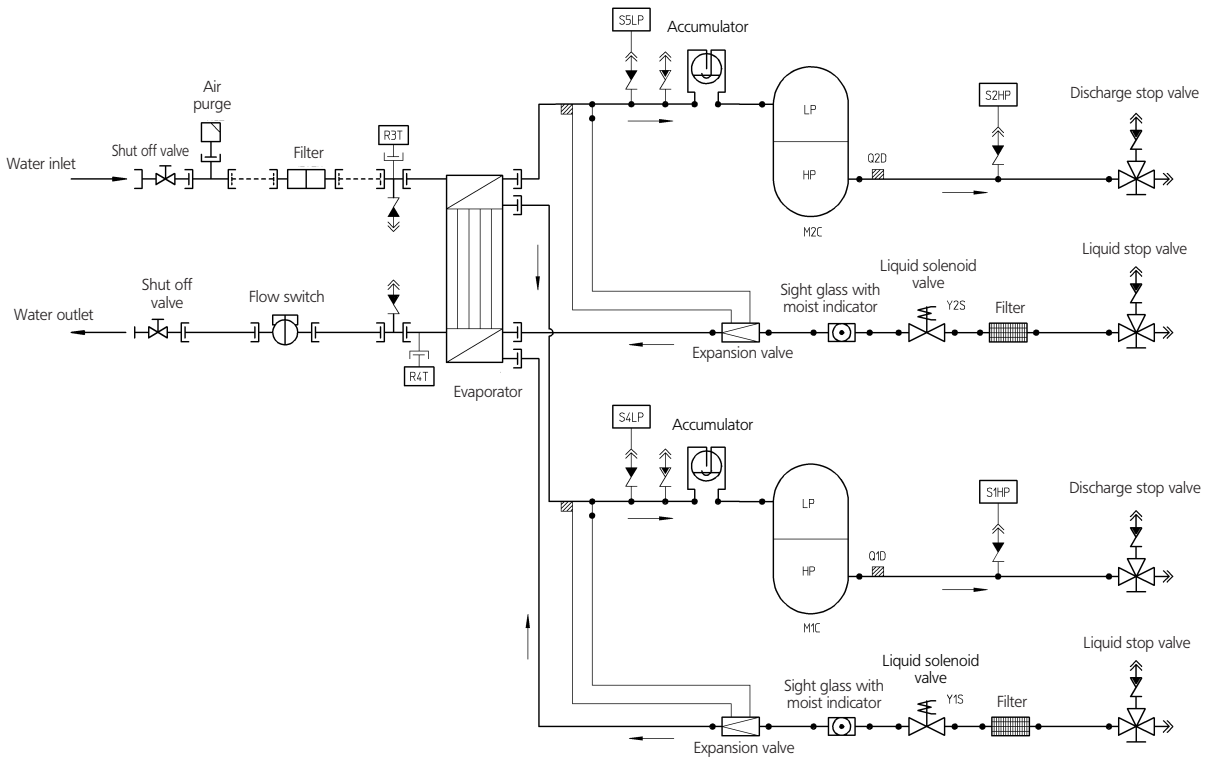 S5LP
Accumulator
Air
purge
S2HP
Discharge stop valve
LP
Shut off valve
Filter
R3T
Water inlet
Q2D
HP
M2C
Liquid stop valve
Liquid solenoid
valve
Shut off
valve
Flow switch
Sight glass with
moist indicator
Y2S
Filter
Water outlet
Expansion valve
R4T
Evaporator
S4LP
Accumulator
S1HP
Discharge stop valve
LP
Q1D
HP
M1C
Liquid stop valve
Liquid solenoid
valve
Sight glass with
moist indicator
Y1S
Filter
Expansion valve